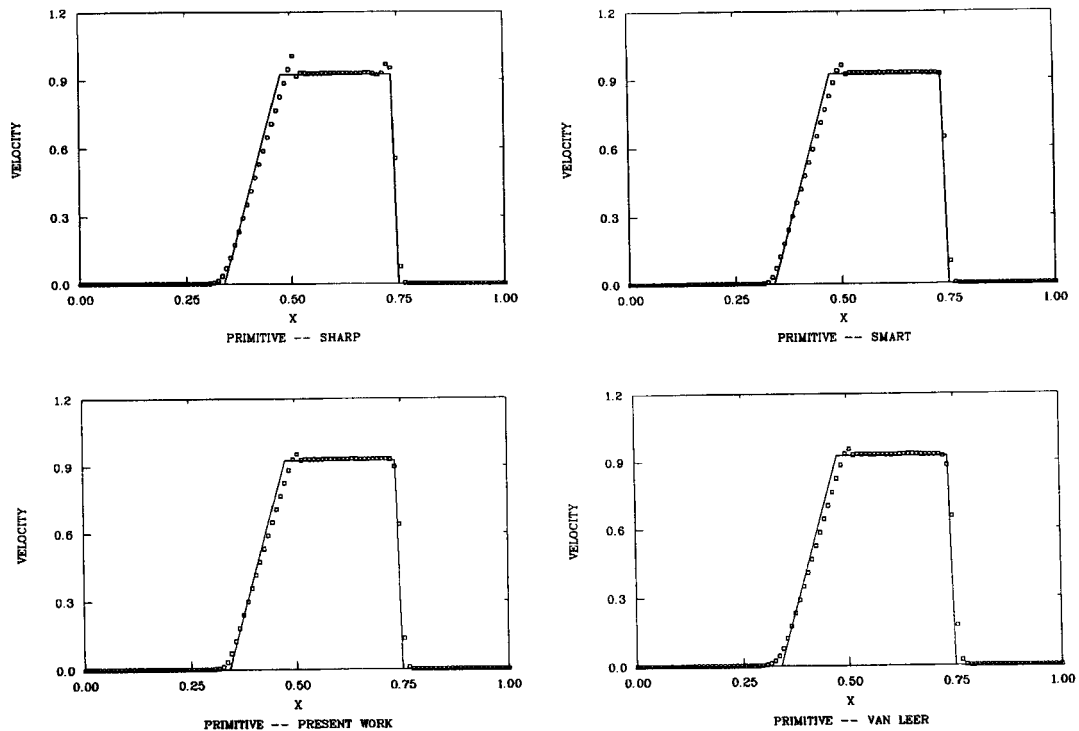 1.2
0.9
0.6
0.3
0.0
VELOCITY
0.00 0.25 0.50 0.75 1.00
X
PRIMITIVE -- SHARP
1.2
0.9
0.6
0.3
0.0
VELOCITY
0.00 0.25 0.50 0.75 1.00
X
PRIMITIVE -- SMART
1.2
0.9
0.6
0.3
0.0
VELOCITY
0.00 0.25 0.50 0.75 1.00
X
PRIMITIVE -- PRESENT WORK
1.2
0.9
0.6
0.3
0.0
VELOCITY
0.00 0.25 0.50 0.75 1.00
X
PRIMITIVE -- VAN LEER